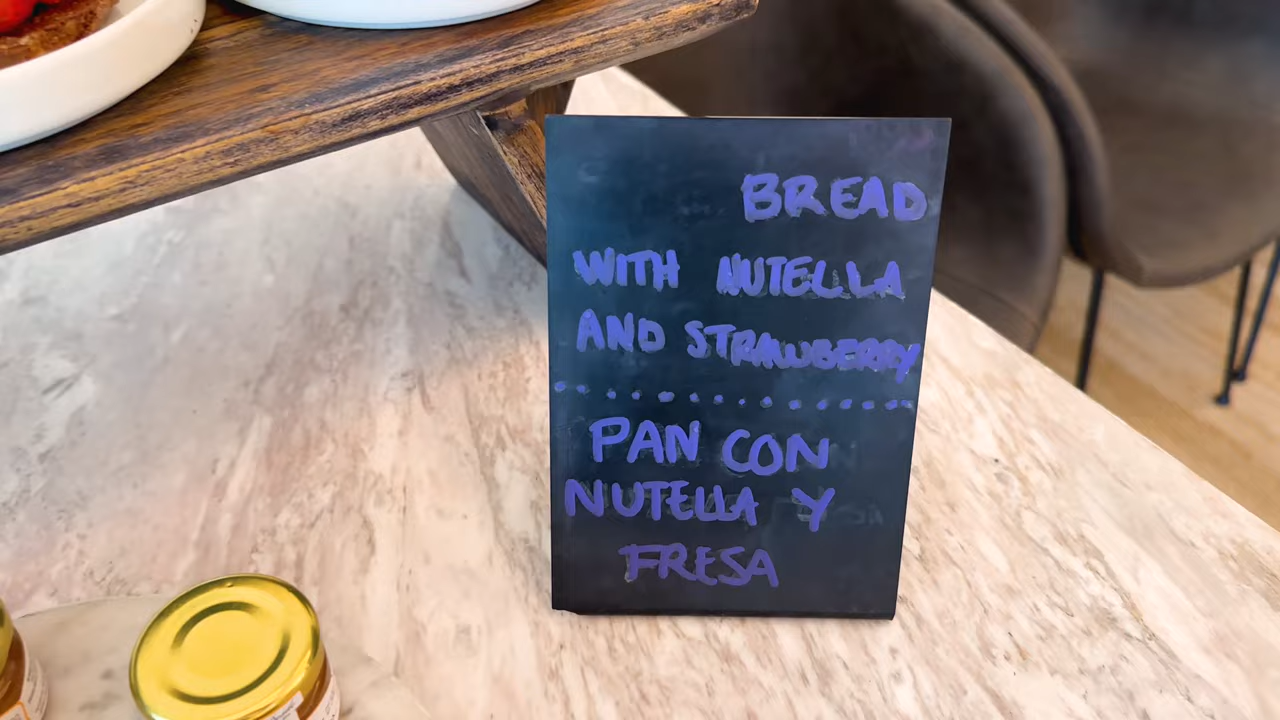 BREAD
WITH NUTELLA
AND STRAWBERRY
PAN CON
NUTELLA Y
FRESA